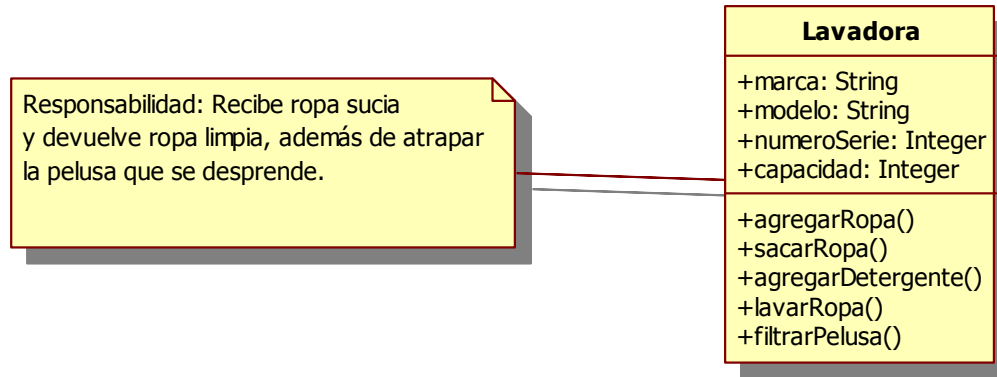 Responsabilidad: Recibe ropa sucia
y devuelve ropa limpia, además de atrapar
la pelusa que se desprende.
Lavadora
+marca: String
+modelo: String
+numeroSerie: Integer
+capacidad: Integer
+agregarRopa()
+sacarRopa()
+agregarDetergente()
+lavarRopa()
+filtrarPelusa()